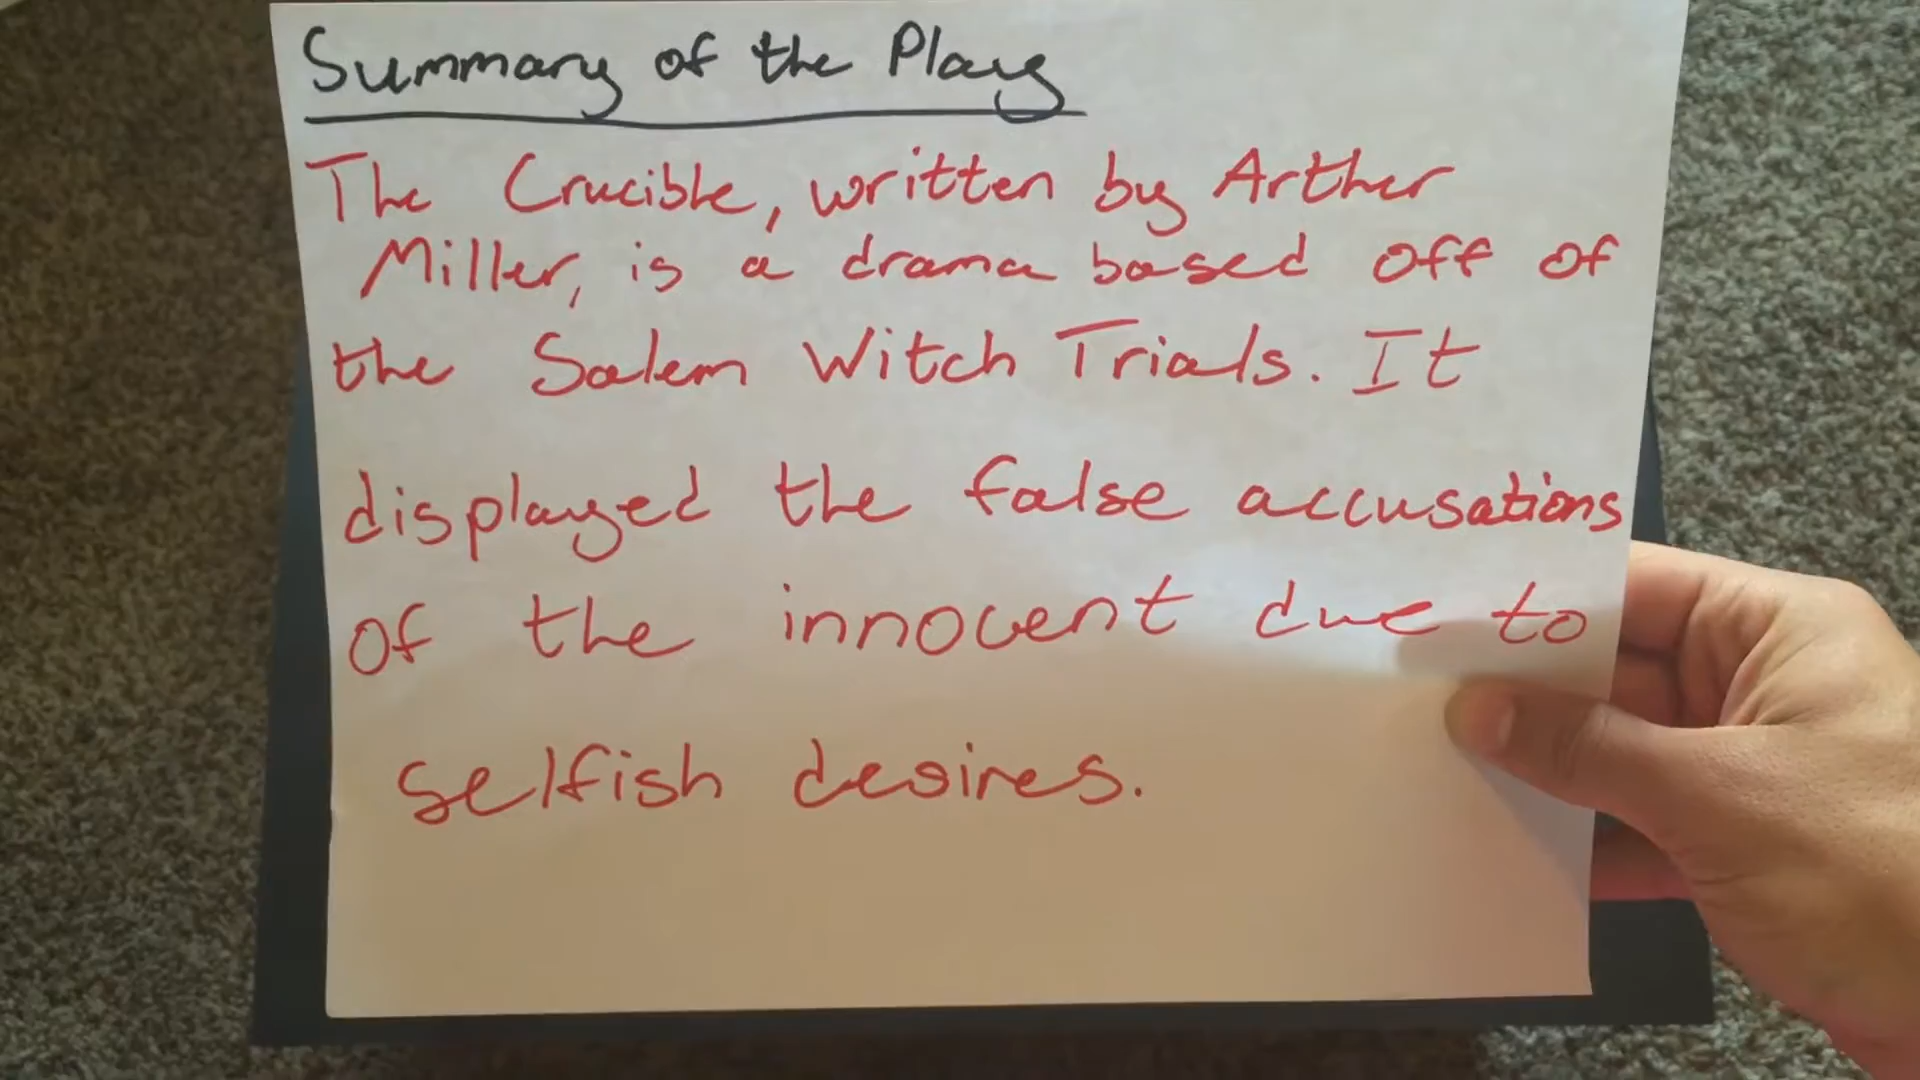 Summary of the Play
The Crucible, written by Arther
Miller, is a drama based off of
the Salem Witch Trials. It
displayed the false accusations
of the innocent due to
selfish desires.